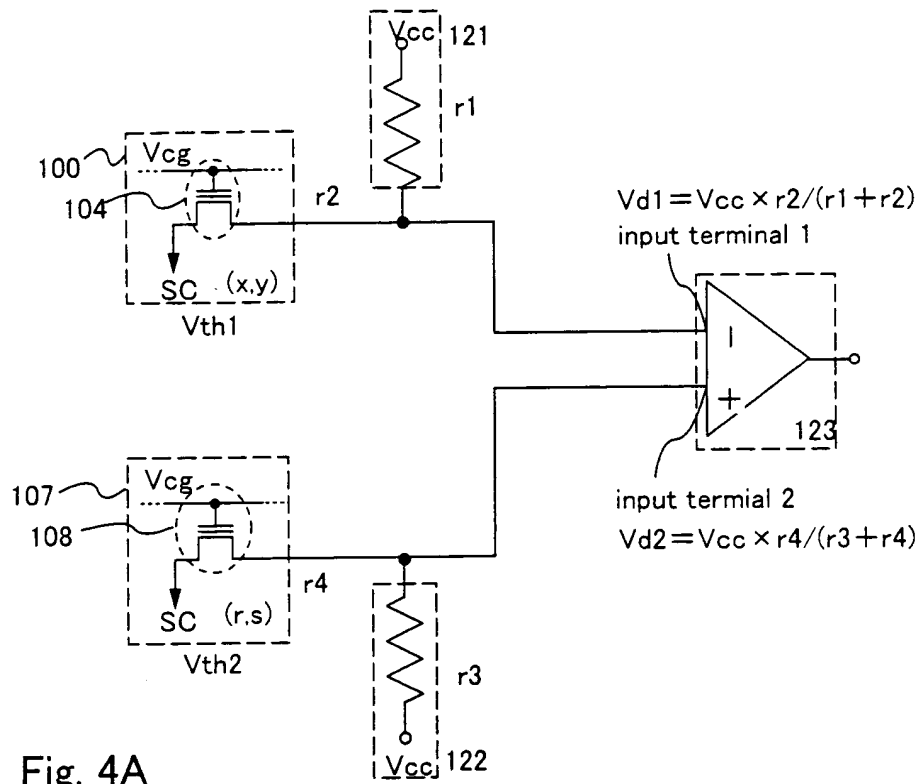 Vcc 121
r1
100
Vcg
104
r2
SC (x,y)
Vth1
Vd1=Vcc×r2/(r1+r2)
input terminal 1
−
+
123
107
Vcg
108
r4
SC (r,s)
Vth2
input termial 2
Vd2=Vcc×r4/(r3+r4)
r3
Vcc 122
Fig. 4A